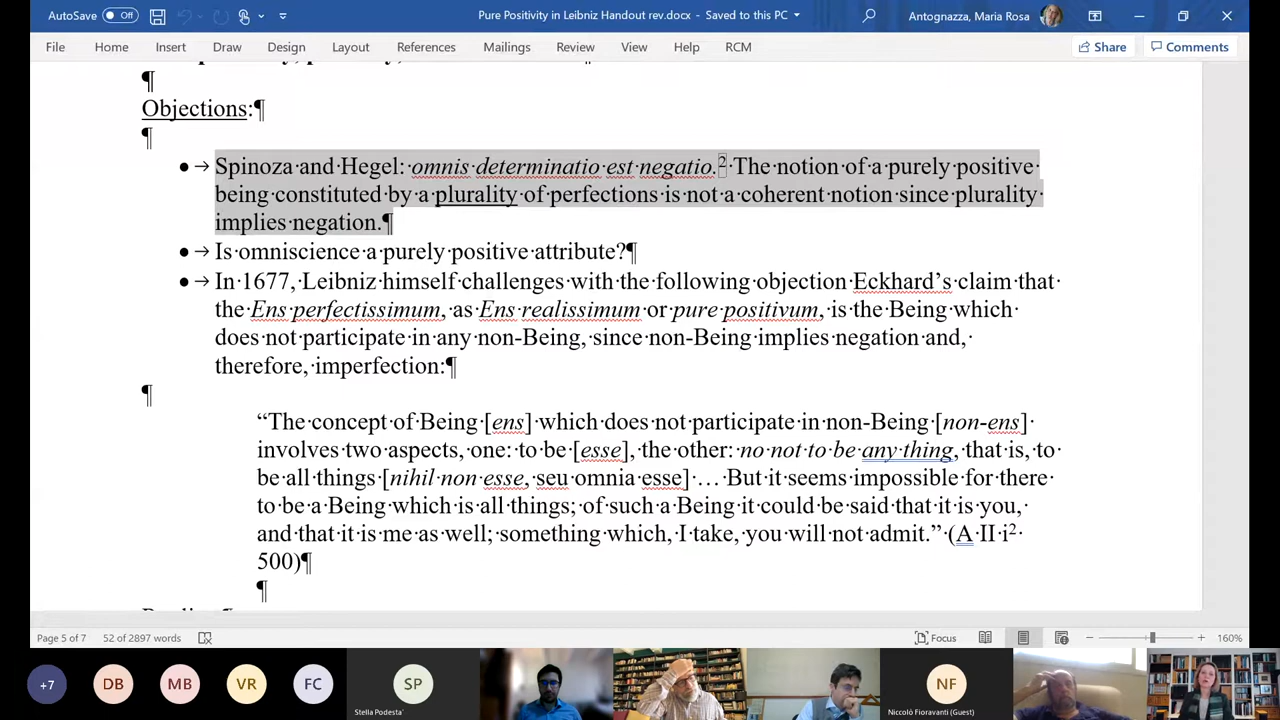 AutoSave Off Pure Positivity in Leibniz Handout rev.docx - Saved to this PC Antognazza, Maria Rosa
File Home Insert Draw Design Layout References Mailings Review View Help RCM Share Comments
¶
Objections:¶
¶
Spinoza and Hegel: omnis determinatio est negatio.2 The notion of a purely positive
being constituted by a plurality of perfections is not a coherent notion since plurality
implies negation.¶
Is omniscience a purely positive attribute?¶
In 1677, Leibniz himself challenges with the following objection Eckhard's claim that
the Ens perfectissimum, as Ens realissimum or pure positivum, is the Being which
does not participate in any non-Being, since non-Being implies negation and,
therefore, imperfection:¶
¶
“The concept of Being [ens] which does not participate in non-Being [non-ens]
involves two aspects, one: to be [esse], the other: no not to be any thing, that is, to
be all things [nihil non esse, seu omnia esse] … But it seems impossible for there
to be a Being which is all things; of such a Being it could be said that it is you,
and that it is me as well; something which, I take, you will not admit.” (A II i2
500)¶
¶
Page 5 of 7 52 of 2897 words Focus 160%
+7 DB MB VR FC SP NF
Stella Podesta' Niccolò Fioravanti (Guest)